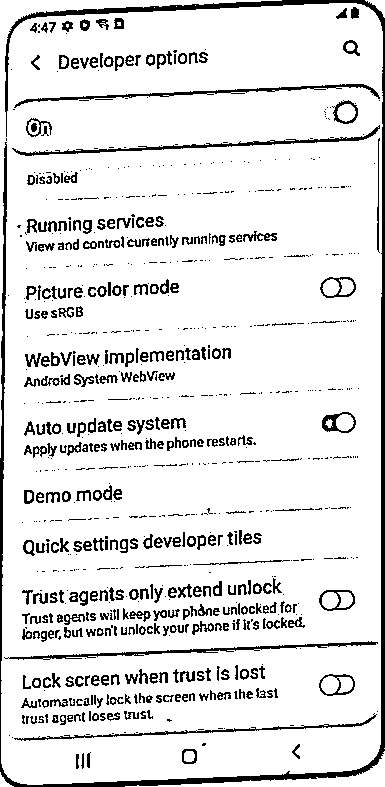 4:47
Developer options
On
Disabled
Running services
View and control currently running services
Picture color mode
Use sRGB
WebView implementation
Android System WebView
Auto update system
Apply updates when the phone restarts.
Demo mode
Quick settings developer tiles
Trust agents only extend unlock
Trust agents will keep your phone unlocked for
longer, but won't unlock your phone if it's locked.
Lock screen when trust is lost
Automatically lock the screen when the last
trust agent loses trust.